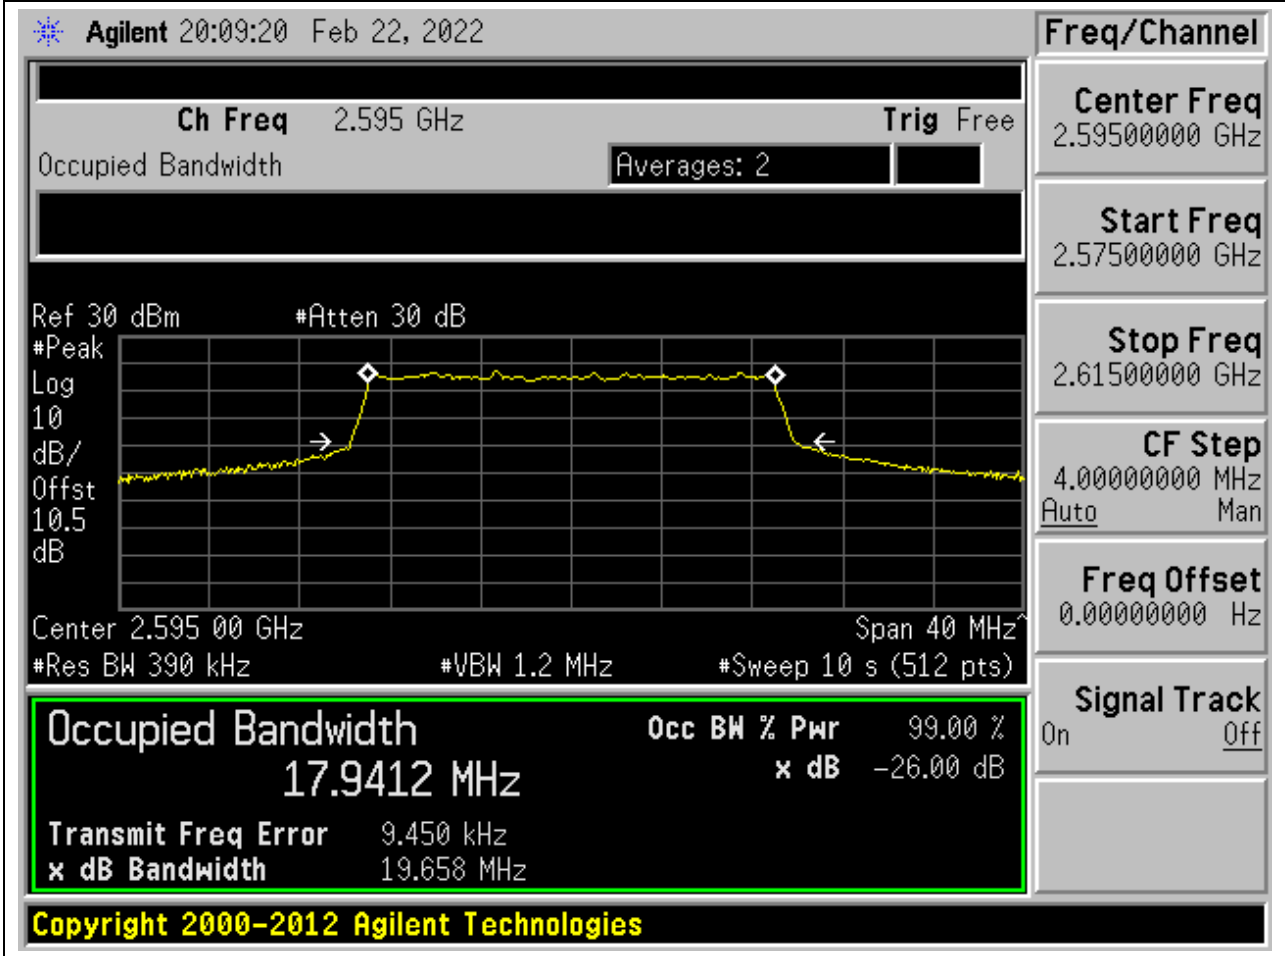 Agilent 20:09:20 Feb 22, 2022
Freq/Channel
Ch Freq 2.595 GHz Trig Free
Occupied Bandwidth Averages: 2
Center Freq
2.59500000 GHz
Start Freq
2.57500000 GHz
Stop Freq
2.61500000 GHz
CF Step
4.00000000 MHz
Auto Man
Freq Offset
0.00000000 Hz
Signal Track
On Off
Ref 30 dBm #Atten 30 dB
#Peak
Log
10
dB/
Offst
10.5
dB
Center 2.595 00 GHz Span 40 MHz^
#Res BW 390 kHz #VBW 1.2 MHz #Sweep 10 s (512 pts)
Occupied Bandwidth Occ BW % Pwr 99.00 %
17.9412 MHz x dB -26.00 dB
Transmit Freq Error 9.450 kHz
x dB Bandwidth 19.658 MHz
Copyright 2000-2012 Agilent Technologies